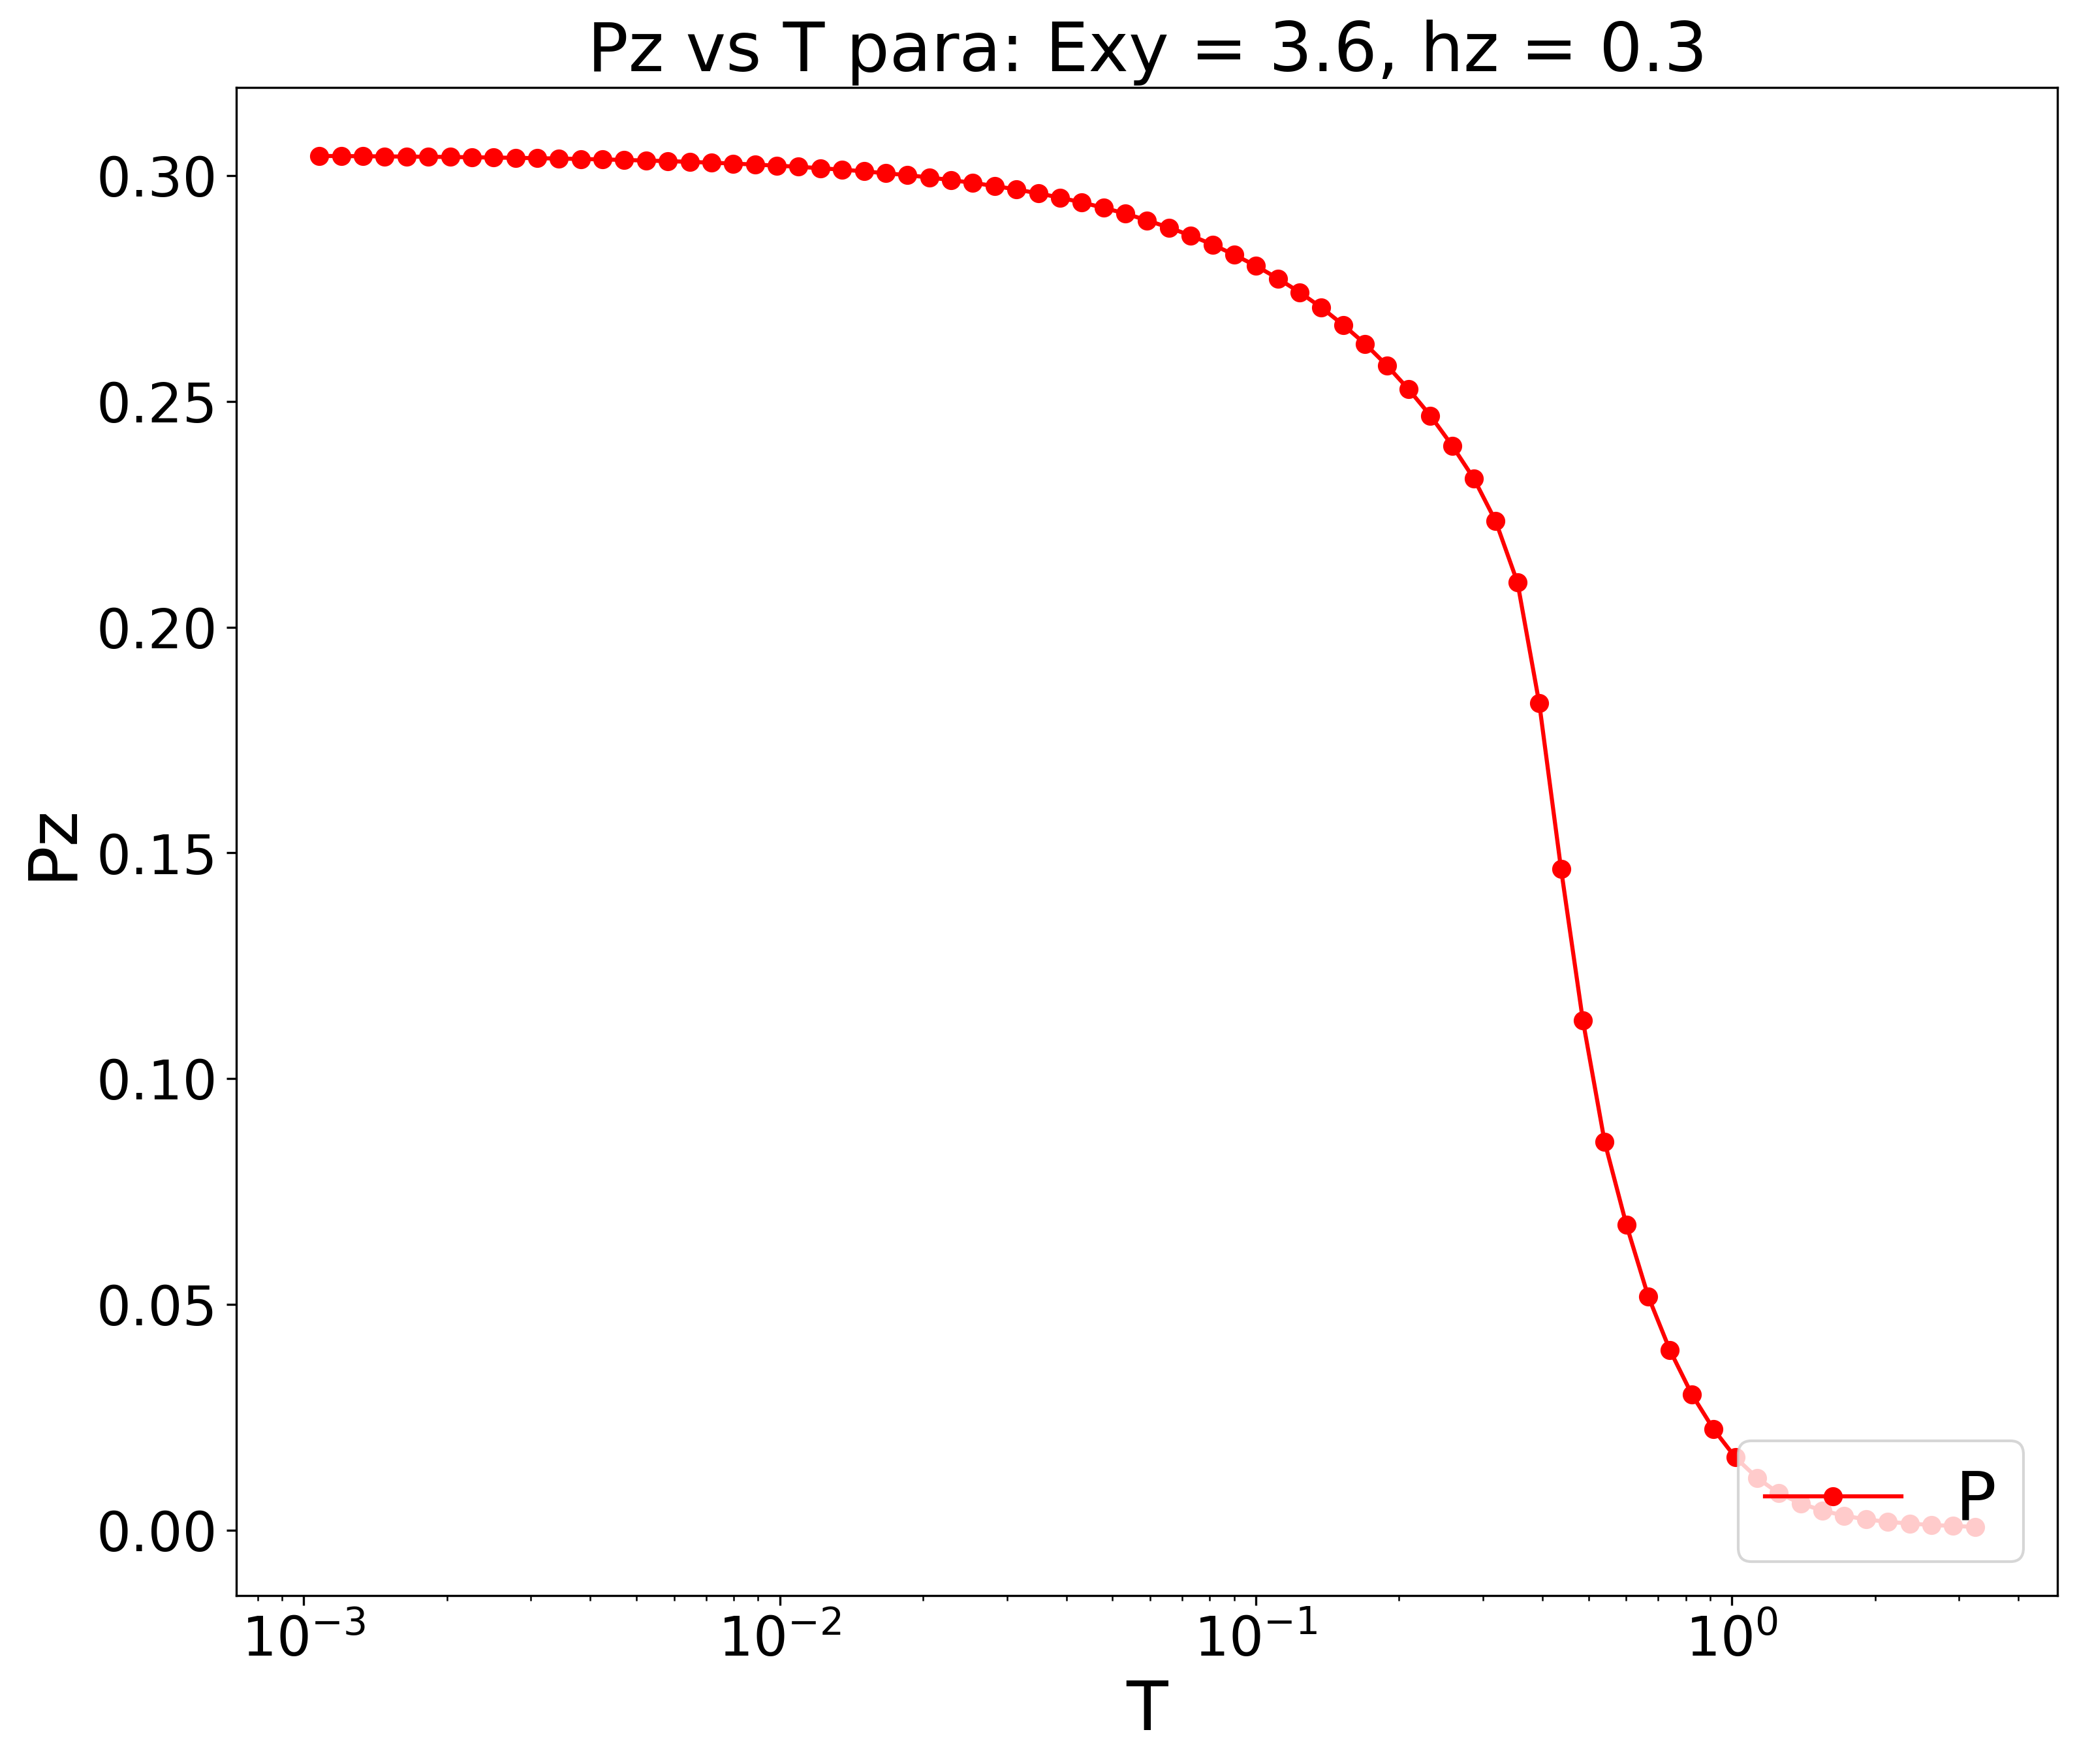 Pz vs T para: Exy = 3.6, hz = 0.3
Pz
0.30
0.25
0.20
0.15
0.10
0.05
0.00
P
10⁻³ 10⁻² 10⁻¹ 10⁰
T